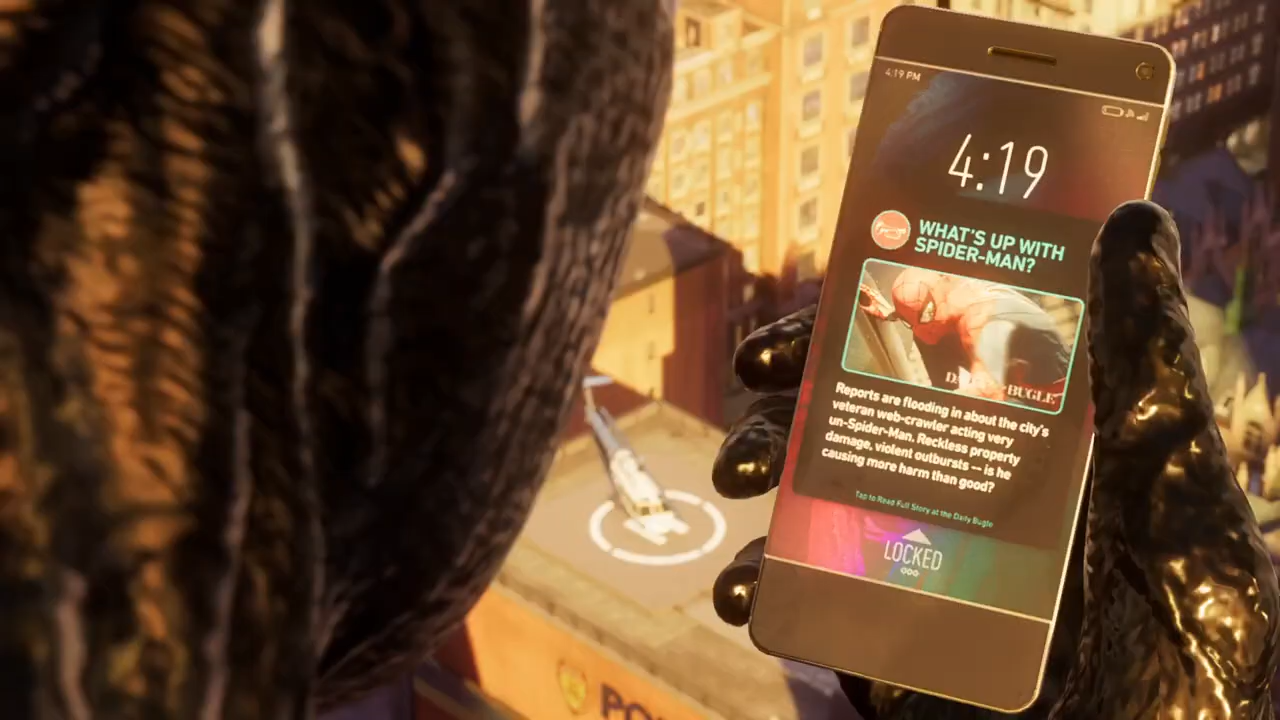 4:19 PM
4:19
WHAT'S UP WITH
SPIDER-MAN?
BUGLE
Reports are flooding in about the city's
veteran web-crawler acting very
un-Spider-Man. Reckless property
damage, violent outbursts — is he
causing more harm than good?
Tap to Read Full Story at the Daily Bugle
LOCKED